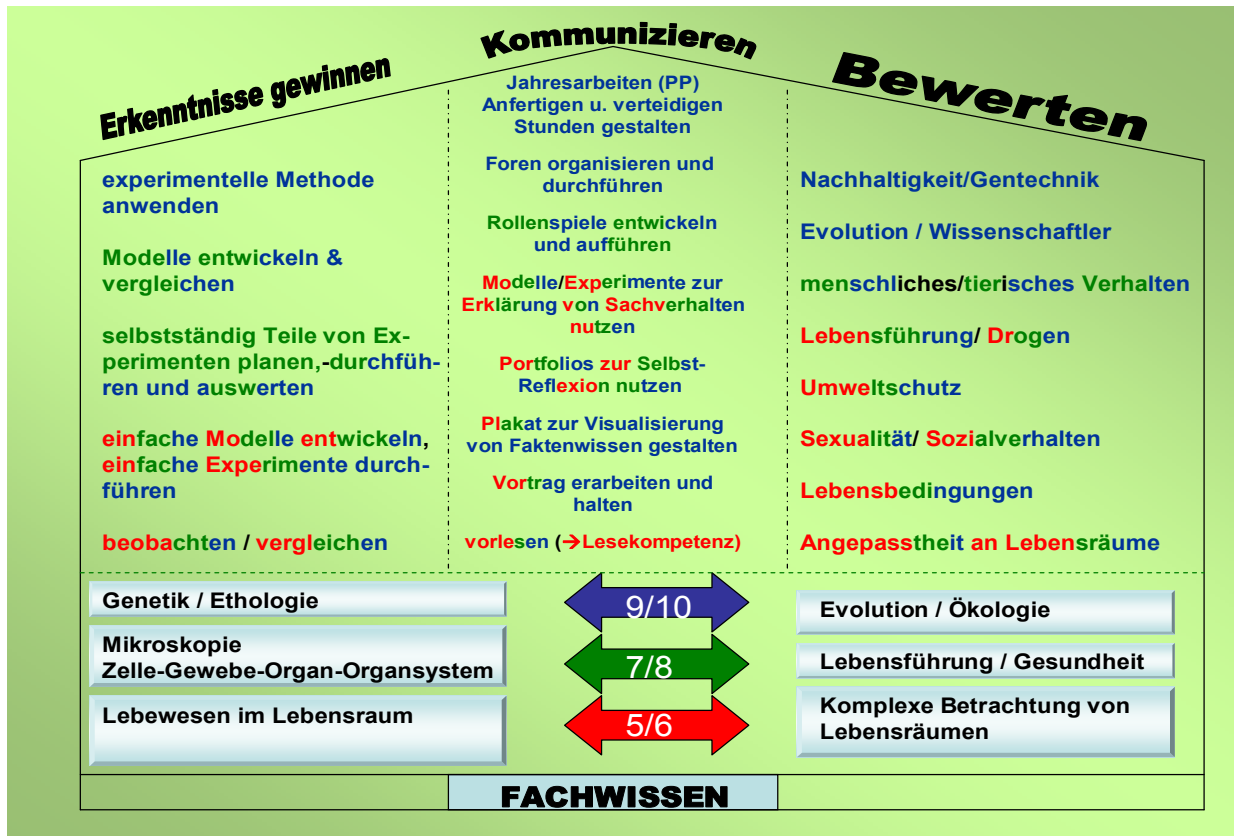 Erkenntnisse gewinnen
Kommunizieren
Bewerten
experimentelle Methode
anwenden
Modelle entwickeln &
vergleichen
selbstständig Teile von Ex-
perimenten planen,-durchfüh-
ren und auswerten
einfache Modelle entwickeln,
einfache Experimente durch-
führen
beobachten / vergleichen
Jahresarbeiten (PP)
Anfertigen u. verteidigen
Stunden gestalten
Foren organisieren und
durchführen
Rollenspiele entwickeln
und aufführen
Modelle/Experimente zur
Erklärung von Sachverhalten
nutzen
Portfolios zur Selbst-
Reflexion nutzen
Plakat zur Visualisierung
von Faktenwissen gestalten
Vortrag erarbeiten und
halten
vorlesen (→Lesekompetenz)
Nachhaltigkeit/Gentechnik
Evolution / Wissenschaftler
menschliches/tierisches Verhalten
Lebensführung/ Drogen
Umweltschutz
Sexualität/ Sozialverhalten
Lebensbedingungen
Angepasstheit an Lebensräume
Genetik / Ethologie
9/10
Evolution / Ökologie
Mikroskopie
Zelle-Gewebe-Organ-Organsystem
7/8
Lebensführung / Gesundheit
Lebewesen im Lebensraum
5/6
Komplexe Betrachtung von
Lebensräumen
FACHWISSEN